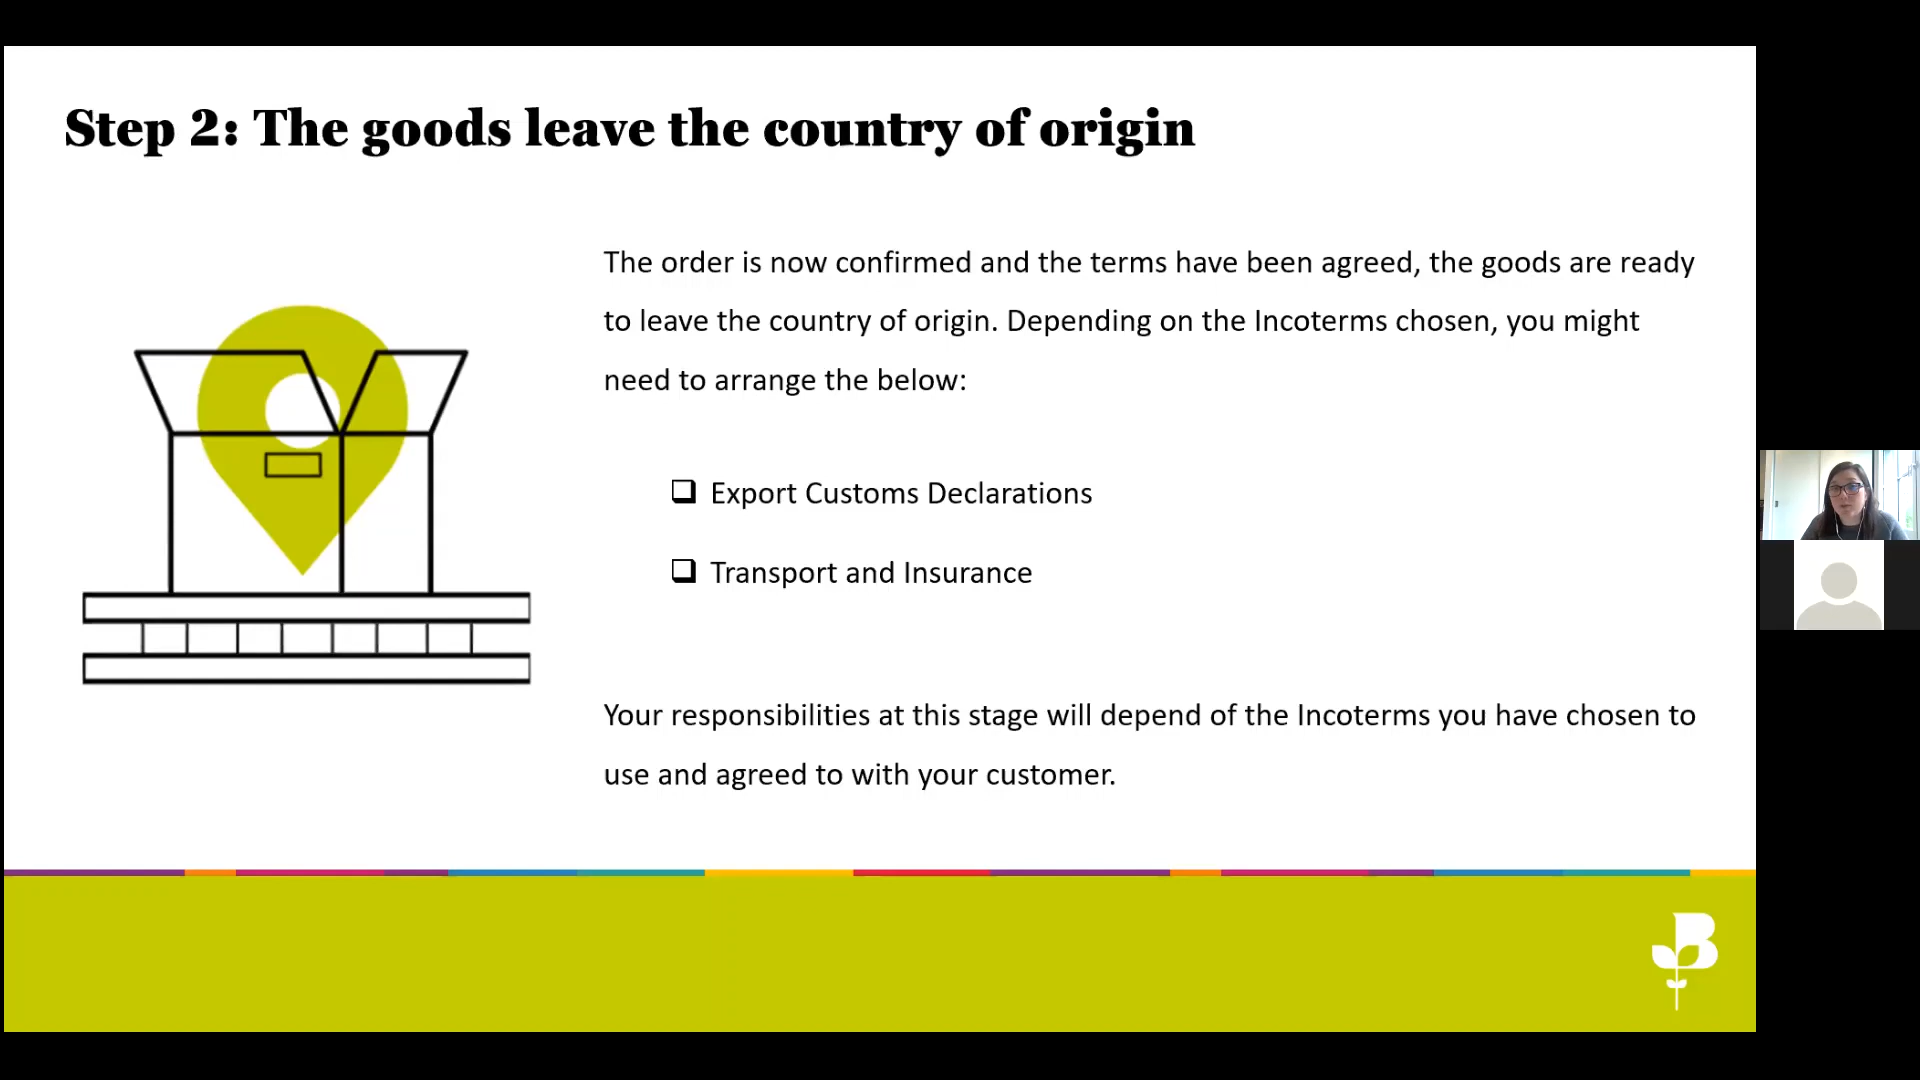 Step 2: The goods leave the country of origin
The order is now confirmed and the terms have been agreed, the goods are ready
to leave the country of origin. Depending on the Incoterms chosen, you might
need to arrange the below:
Export Customs Declarations
Transport and Insurance
Your responsibilities at this stage will depend of the Incoterms you have chosen to
use and agreed to with your customer.